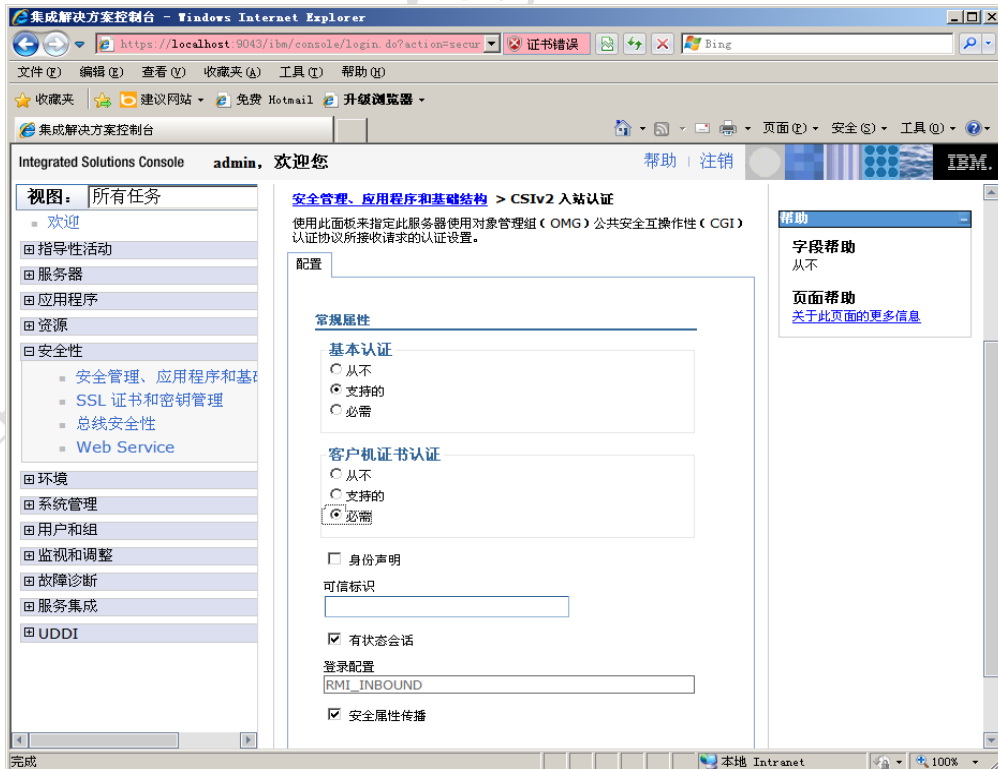 集成解决方案控制台 - Windows Internet Explorer
https://localhost:9043/ibm/console/login.do?action=secur 证书错误 Bing
文件(F) 编辑(E) 查看(V) 收藏夹(A) 工具(T) 帮助(H)
收藏夹 建议网站 免费 Hotmail 升级浏览器
集成解决方案控制台 页面(P) 安全(S) 工具(O)
Integrated Solutions Console admin, 欢迎您 帮助 注销 IBM.
视图: 所有任务
欢迎
指导性活动
服务器
应用程序
资源
安全性
安全管理、应用程序和基
SSL 证书和密钥管理
总线安全性
Web Service
环境
系统管理
用户和组
监视和调整
故障诊断
服务集成
UDDI
安全管理、应用程序和基础结构 > CSIv2 入站认证
使用此面板来指定此服务器使用对象管理组(OMG)公共安全互操作性(CGI)
认证协议所接收请求的认证设置。
配置
常规属性
基本认证
从不
支持的
必需
客户机证书认证
从不
支持的
必需
身份声明
可信标识
有状态会话
登录配置
RMI_INBOUND
安全属性传播
帮助
字段帮助
从不
页面帮助
关于此页面的更多信息
完成 本地 Intranet 100%